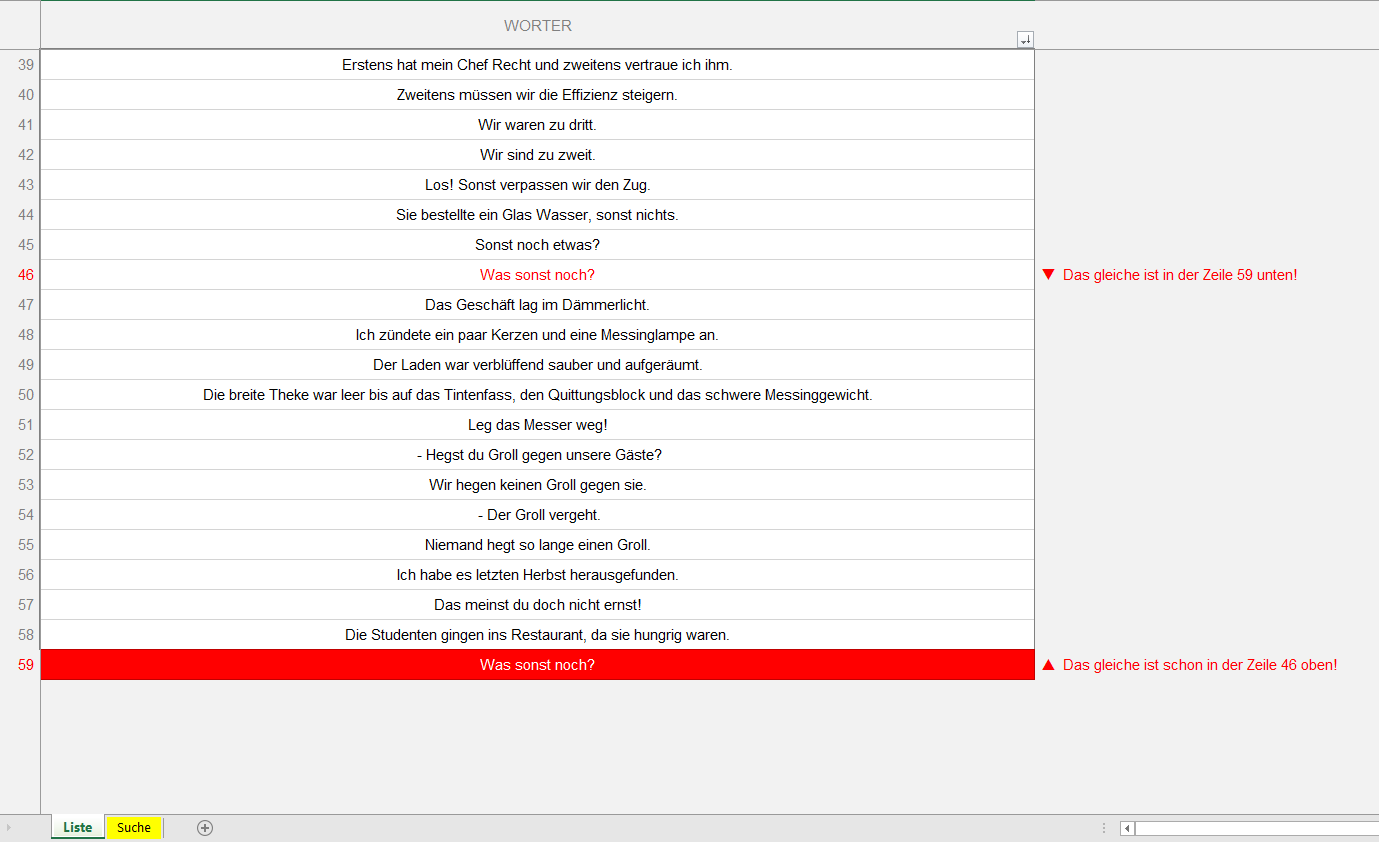 WORTER
39 Erstens hat mein Chef Recht und zweitens vertraue ich ihm.
40 Zweitens müssen wir die Effizienz steigern.
41 Wir waren zu dritt.
42 Wir sind zu zweit.
43 Los! Sonst verpassen wir den Zug.
44 Sie bestellte ein Glas Wasser, sonst nichts.
45 Sonst noch etwas?
46 Was sonst noch? ▼ Das gleiche ist in der Zeile 59 unten!
47 Das Geschäft lag im Dämmerlicht.
48 Ich zündete ein paar Kerzen und eine Messinglampe an.
49 Der Laden war verblüffend sauber und aufgeräumt.
50 Die breite Theke war leer bis auf das Tintenfass, den Quittungsblock und das schwere Messinggewicht.
51 Leg das Messer weg!
52 - Hegst du Groll gegen unsere Gäste?
53 Wir hegen keinen Groll gegen sie.
54 - Der Groll vergeht.
55 Niemand hegt so lange einen Groll.
56 Ich habe es letzten Herbst herausgefunden.
57 Das meinst du doch nicht ernst!
58 Die Studenten gingen ins Restaurant, da sie hungrig waren.
59 Was sonst noch? ▲ Das gleiche ist schon in der Zeile 46 oben!
Liste Suche